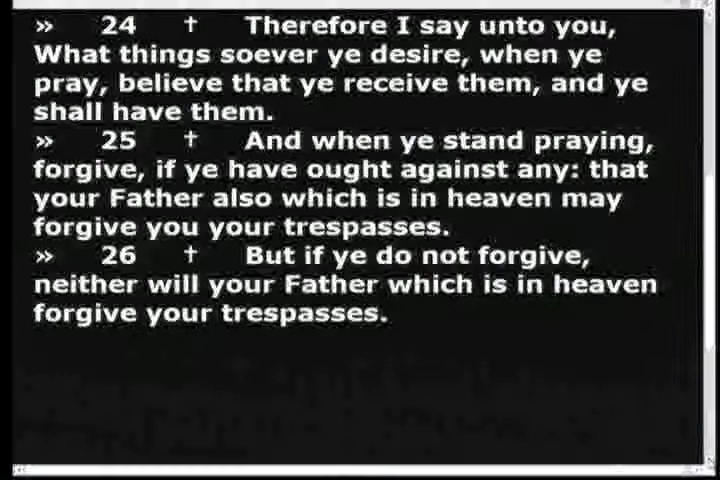 » 24 † Therefore I say unto you,
What things soever ye desire, when ye
pray, believe that ye receive them, and ye
shall have them.
» 25 † And when ye stand praying,
forgive, if ye have ought against any: that
your Father also which is in heaven may
forgive you your trespasses.
» 26 † But if ye do not forgive,
neither will your Father which is in heaven
forgive your trespasses.